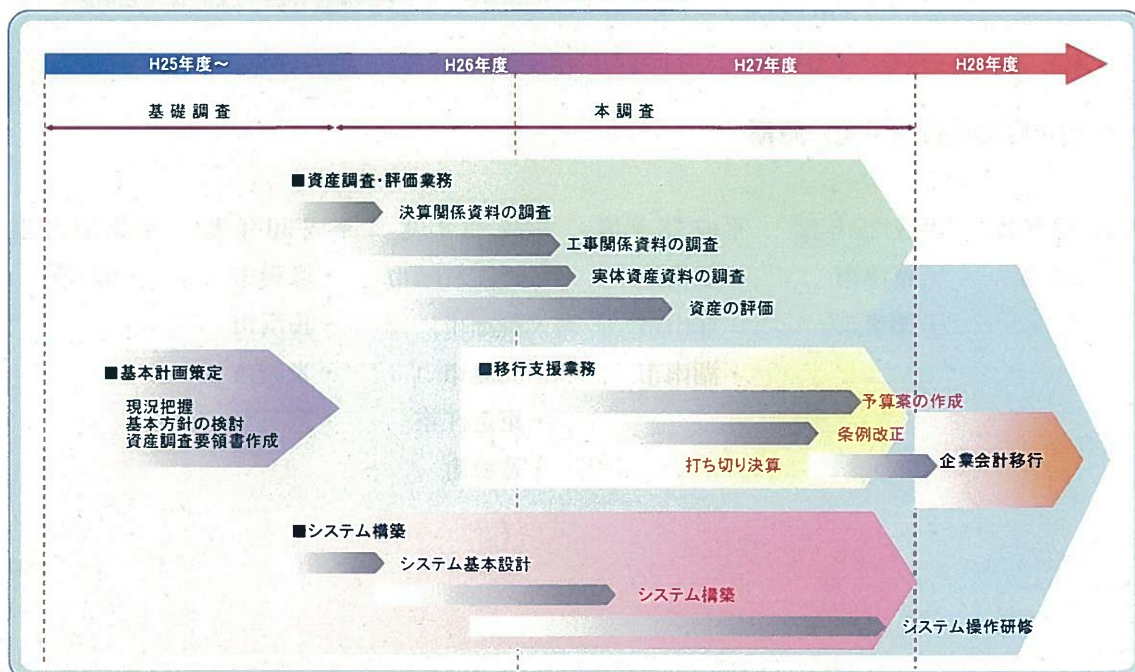 H25年度～
H26年度
H27年度
H28年度
基礎調査
本調査
■資産調査・評価業務
決算関係資料の調査
工事関係資料の調査
実体資産資料の調査
資産の評価
■基本計画策定
現況把握
基本方針の検討
資産調査要領書作成
■移行支援業務
予算案の作成
条例改正
打ち切り決算
企業会計移行
■システム構築
システム基本設計
システム構築
システム操作研修